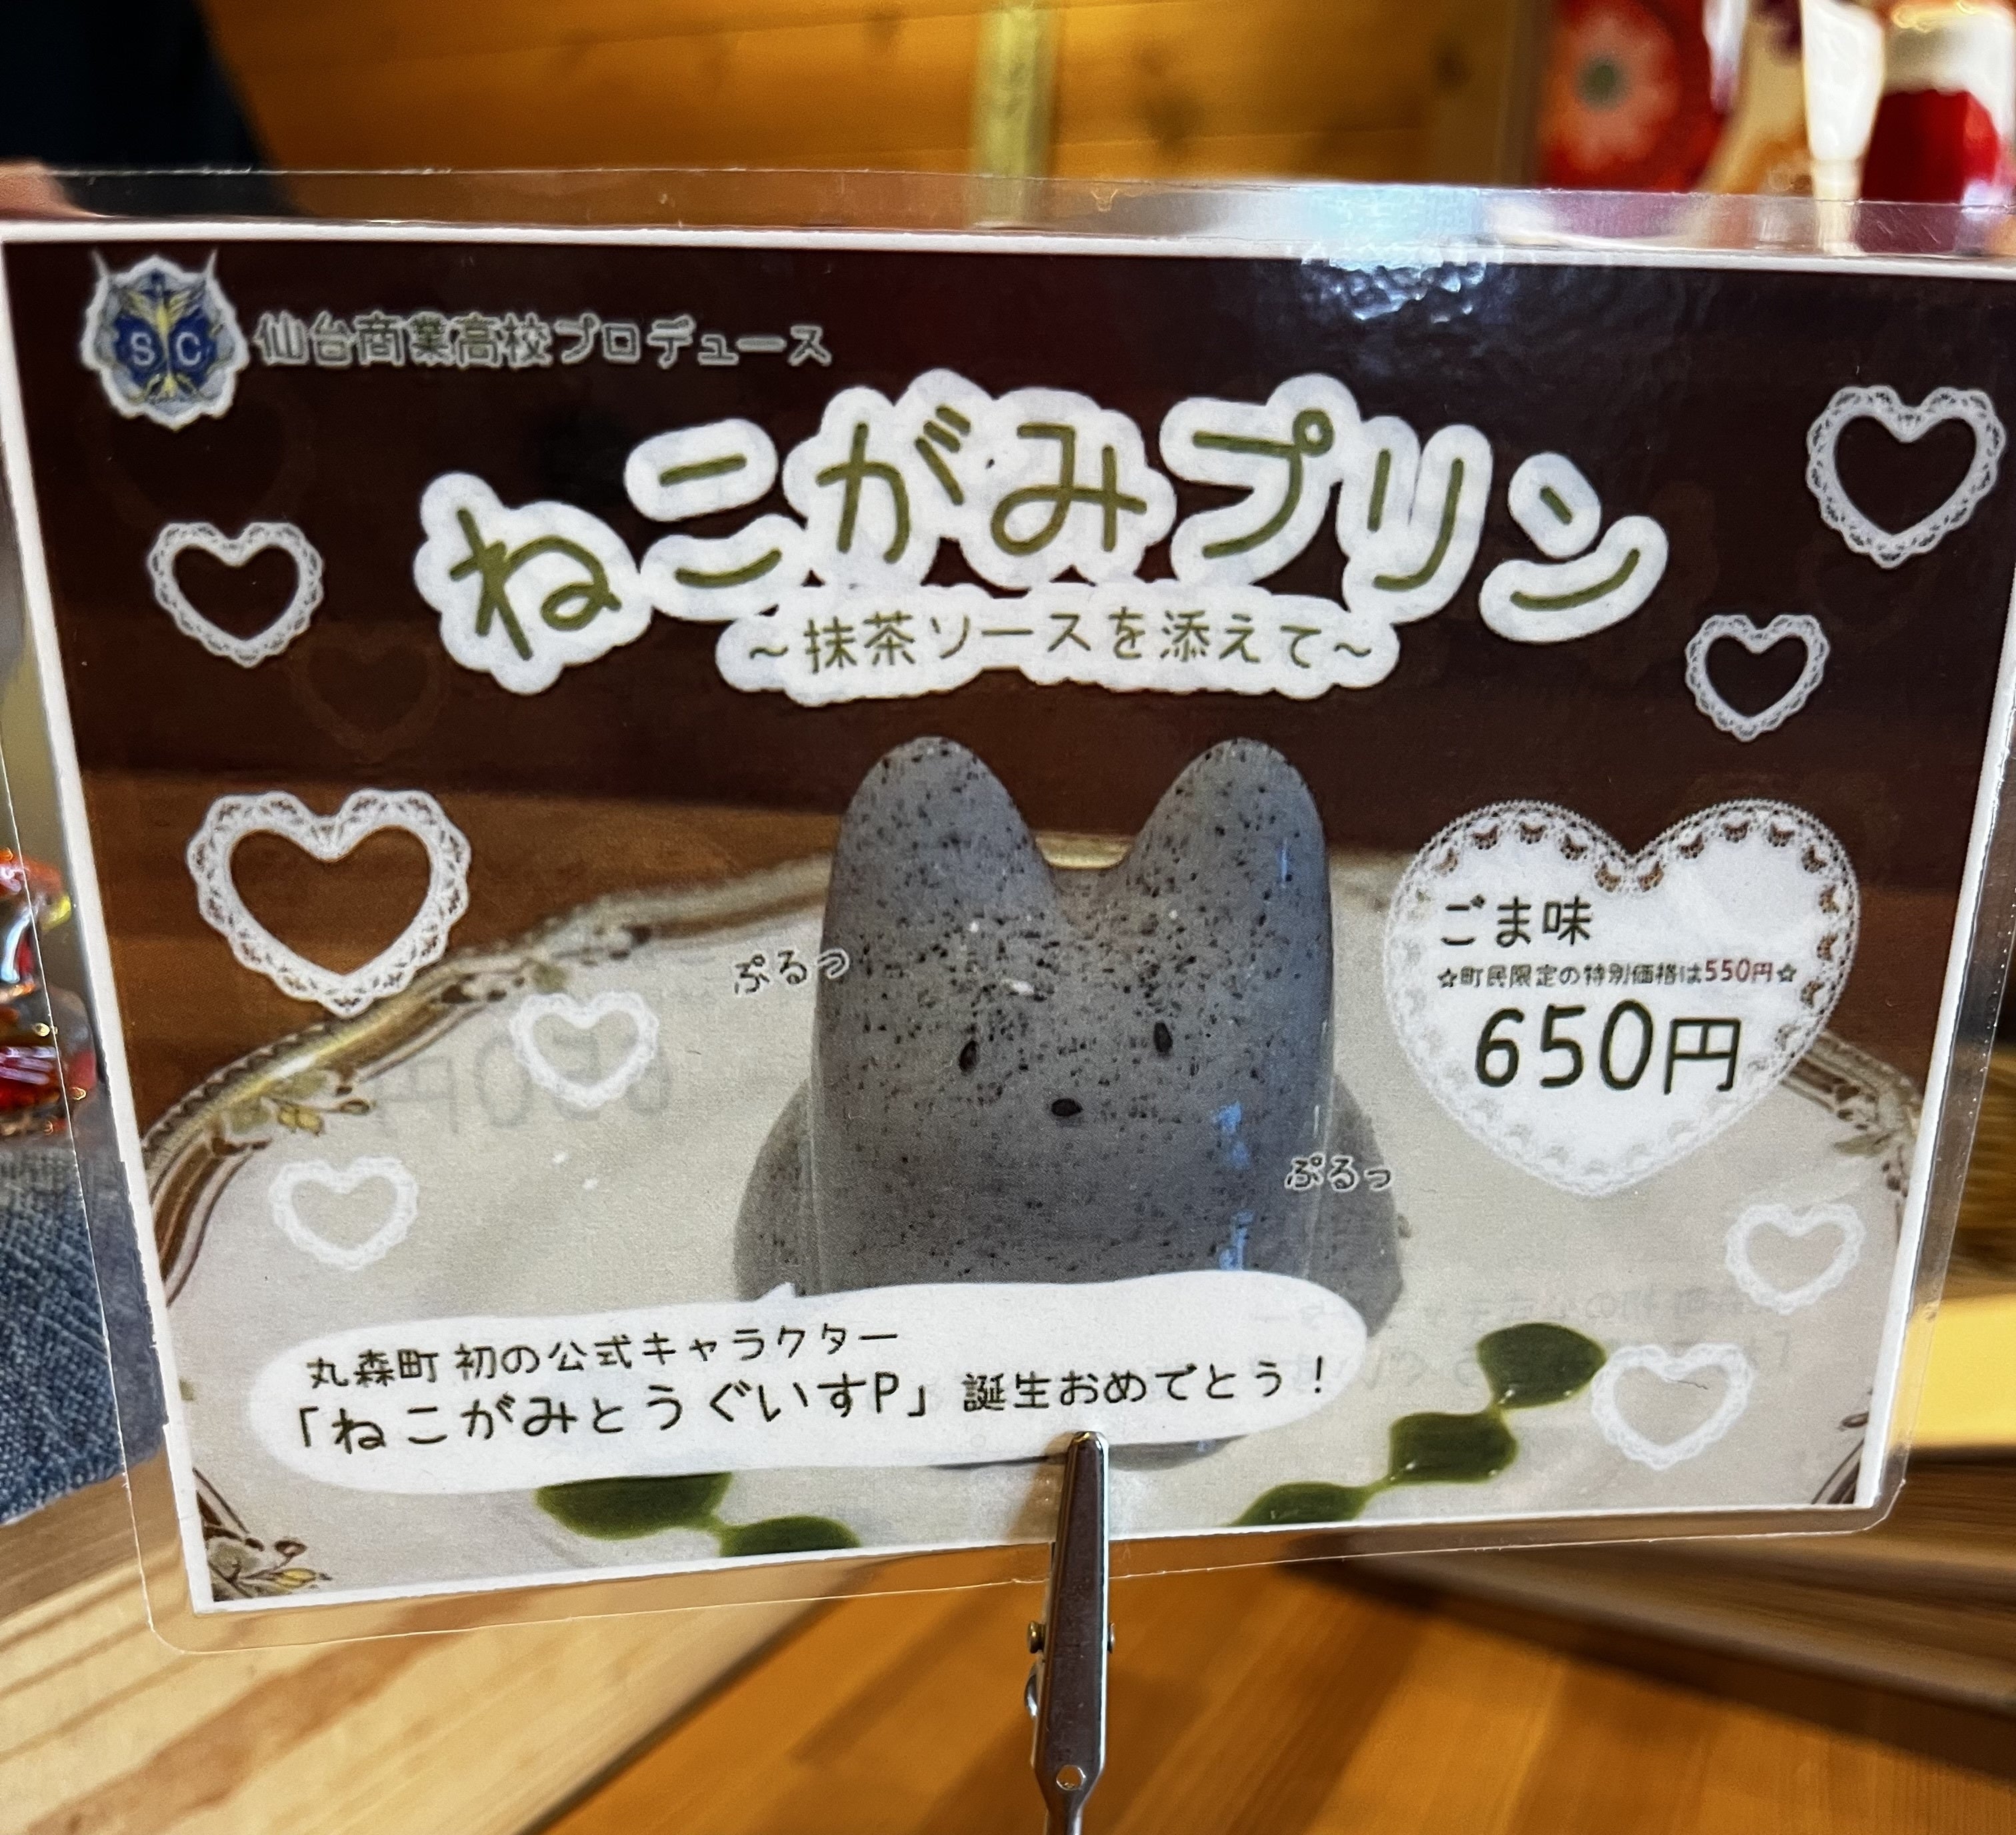 SC
仙台商業高校プロデュース
ねこがみプリン
～抹茶ソースを添えて～
ぷるっ
ごま味
☆町民限定の特別価格は550円☆
650円
ぷるっ
丸森町 初の公式キャラクター
「ねこがみとうぐいすP」誕生おめでとう！